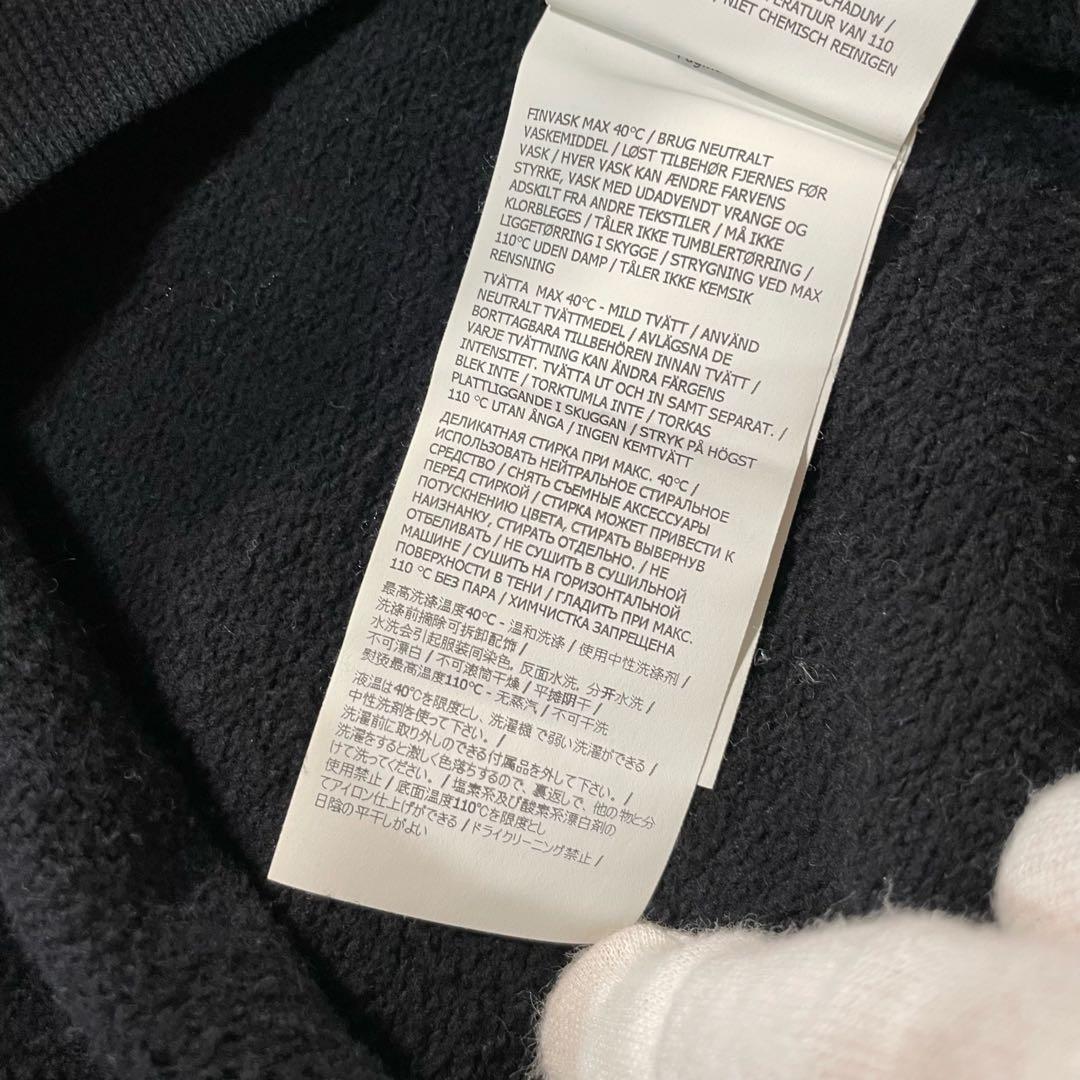 SCHADUW /
PERATUUR VAN 110
NIET CHEMISCH REINIGEN
FINVASK MAX 40°C / BRUG NEUTRALT
VASKEMIDDEL / LØST TILBEHØR FJERNES FØR
VASK / HVER VASK KAN ÆNDRE FARVENS
STYRKE, VASK MED UDADVENDT VRANGE OG
ADSKILT FRA ANDRE TEKSTILER / MÅ IKKE
KLORBLEGES / TÅLER IKKE TUMBLERTØRRING /
LIGGETØRRING I SKYGGE / STRYGNING VED MAX
110°C UDEN DAMP / TÅLER IKKE KEMSIK
RENSNING
TVÄTTA MAX 40°C - MILD TVÄTT / ANVÄND
NEUTRALT TVÄTTMEDEL / AVLÄGSNA DE
BORTTAGBARA TILLBEHÖREN INNAN TVÄTT /
VARJE TVÄTTNING KAN ÄNDRA FÄRGENS
INTENSITET. TVÄTTA UT OCH IN SAMT SEPARAT. /
BLEK INTE / TORKTUMLA INTE / TORKAS
PLATTLIGGANDE I SKUGGAN / STRYK PÅ HÖGST
110 °C UTAN ÅNGA / INGEN KEMTVÄTT
ДЕЛИКАТНАЯ СТИРКА ПРИ МАКС. 40°C /
ИСПОЛЬЗОВАТЬ НЕЙТРАЛЬНОЕ СТИРАЛЬНОЕ
СРЕДСТВО / СНЯТЬ СЪЕМНЫЕ АКСЕССУАРЫ
ПЕРЕД СТИРКОЙ / СТИРКА МОЖЕТ ПРИВЕСТИ К
ПОТУСКНЕНИЮ ЦВЕТА, СТИРАТЬ ВЫВЕРНУВ
НАИЗНАНКУ, СТИРАТЬ ОТДЕЛЬНО, / НЕ
ОТБЕЛИВАТЬ / НЕ СУШИТЬ В СУШИЛЬНОЙ
МАШИНЕ / СУШИТЬ НА ГОРИЗОНТАЛЬНОЙ
ПОВЕРХНОСТИ В ТЕНИ / ГЛАДИТЬ ПРИ МАКС.
110 °C БЕЗ ПАРА / ХИМЧИСТКА ЗАПРЕЩЕНА
最高洗涤温度40°C - 温和洗涤 / 使用中性洗涤剂 /
洗涤前摘除可拆卸配饰 /
水洗会引起服装间染色, 反面水洗, 分开水洗 /
不可漂白 / 不可滚筒干燥 / 平摊阴干 /
熨烫最高温度110°C - 无蒸汽 / 不可干洗
液温は40℃を限度とし、洗濯機で弱い洗濯ができる /
中性洗剤を使って下さい。 /
洗濯前に取り外しのできる付属品を外して下さい。 /
洗濯をすると激しく色落ちするので、裏返しで、他の物と分
けて洗ってください。 / 塩素系及び酸素系漂白剤の
使用禁止 / 底面温度110℃を限度とし
てアイロン仕上げができる / ドライクリーニング禁止 /
日陰の平干しがよい